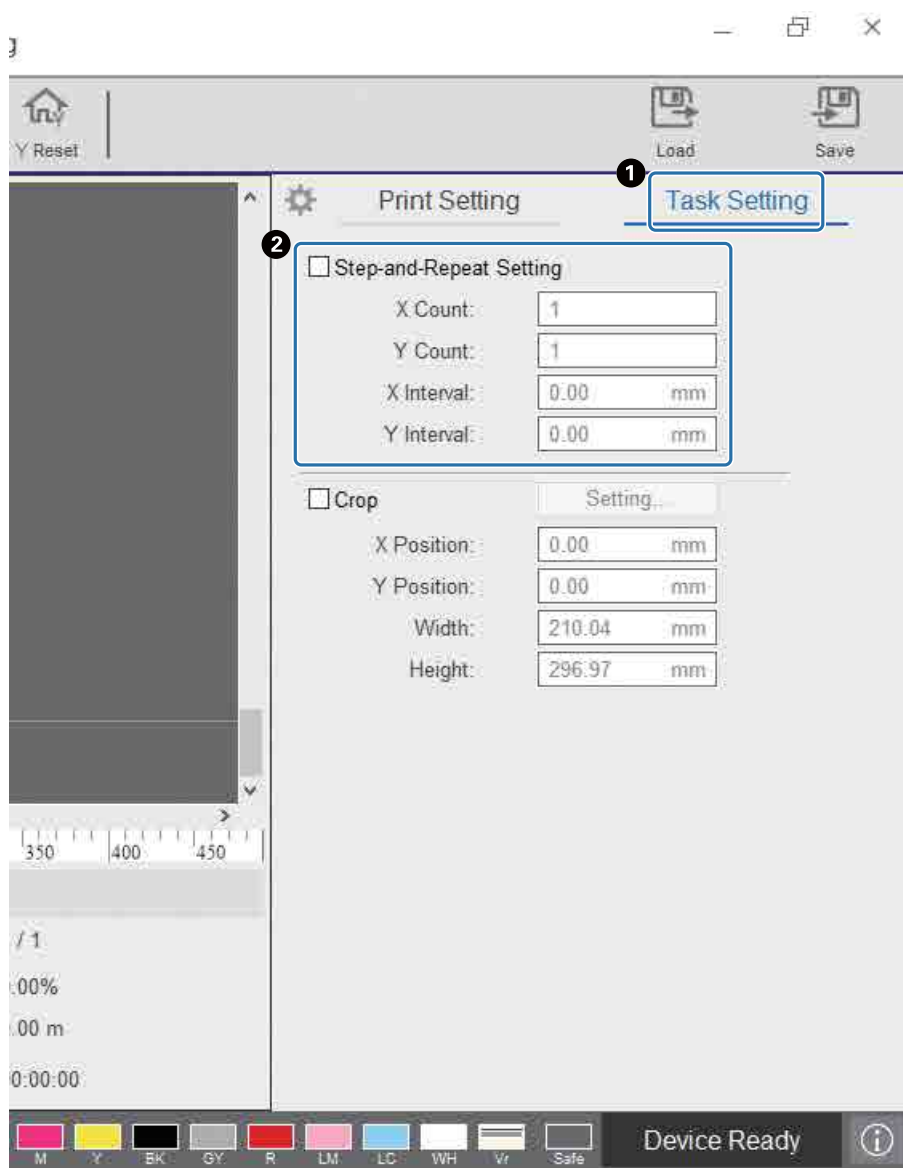 g
Y Reset
Load
Save
1
Print Setting
Task Setting
2
Step-and-Repeat Setting
X Count: 1
Y Count: 1
X Interval: 0.00 mm
Y Interval: 0.00 mm
Crop
Setting...
X Position: 0.00 mm
Y Position: 0.00 mm
Width: 210.04 mm
Height: 296.97 mm
350 400 450
/ 1
.00%
.00 m
0:00:00
M Y BK GY R LM LC WH Vr Safe
Device Ready